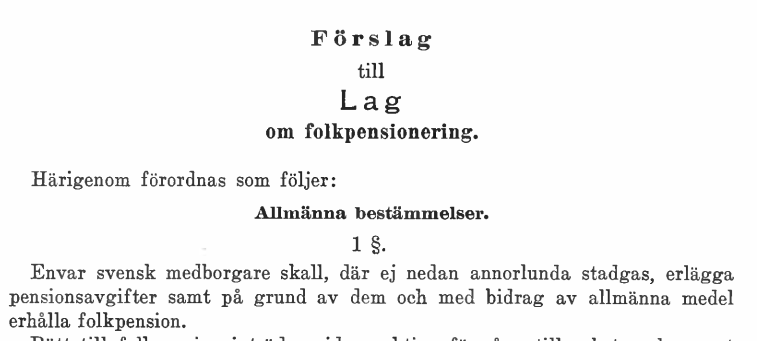 Förslag
till
Lag
om folkpensionering.
Härigenom förordnas som följer:
Allmänna bestämmelser.
1 §.
Envar svensk medborgare skall, där ej nedan annorlunda stadgas, erlägga
pensionsavgifter samt på grund av dem och med bidrag av allmänna medel
erhålla folkpension.